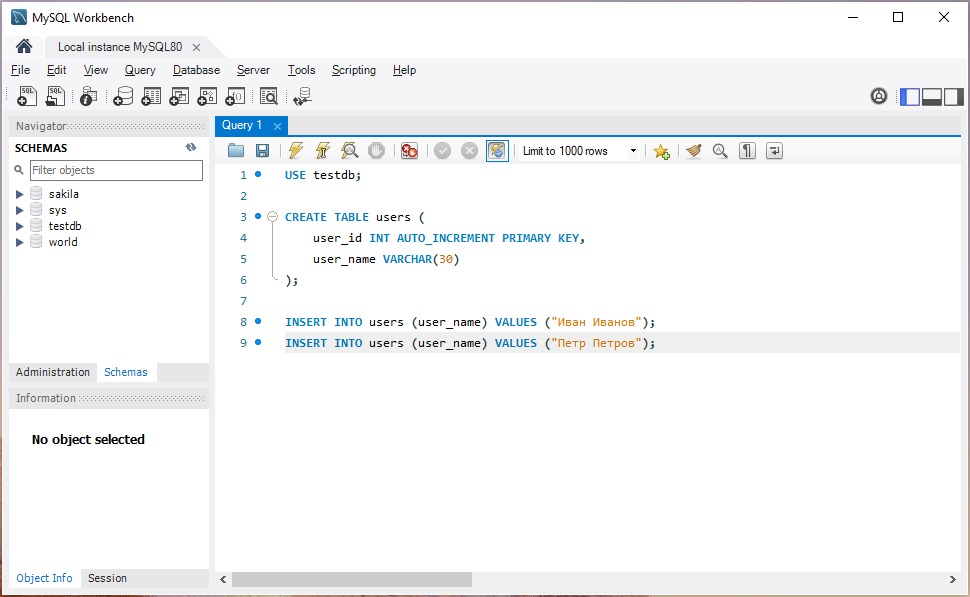 MySQL Workbench
Local instance MySQL80
File Edit View Query Database Server Tools Scripting Help
Navigator
SCHEMAS
Filter objects
sakila
sys
testdb
world
Administration Schemas
Information
No object selected
Object Info Session
Query 1
Limit to 1000 rows
1 USE testdb;
2
3 CREATE TABLE users (
4 user_id INT AUTO_INCREMENT PRIMARY KEY,
5 user_name VARCHAR(30)
6 );
7
8 INSERT INTO users (user_name) VALUES ("Иван Иванов");
9 INSERT INTO users (user_name) VALUES ("Петр Петров");